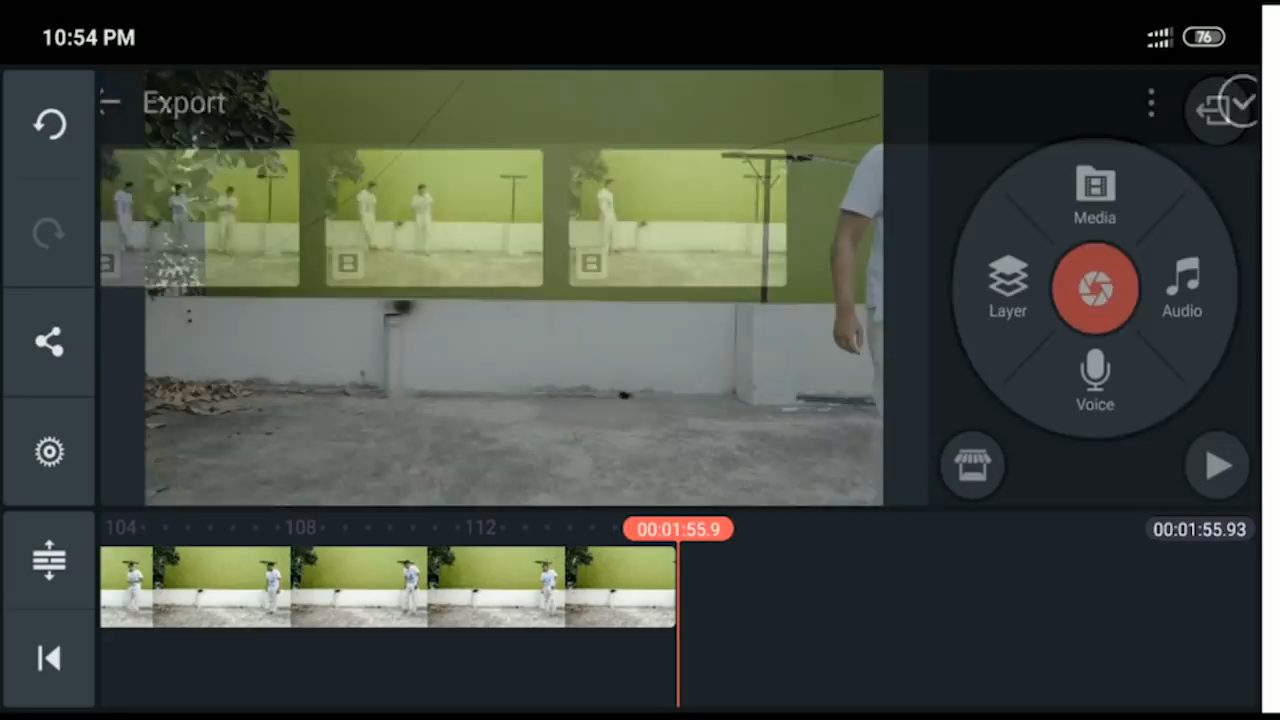 10:54 PM
76
Export
Media
Layer
Audio
Voice
104
108
112
00:01:55.9
00:01:55.93